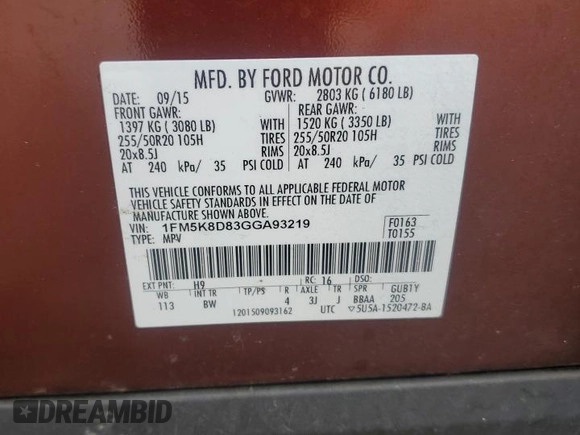 MFD. BY FORD MOTOR CO.
DATE: 09/15 GVWR: 2803 KG ( 6180 LB)
FRONT GAWR: REAR GAWR:
1397 KG ( 3080 LB) WITH 1520 KG ( 3350 LB) WITH
255/50R20 105H TIRES 255/50R20 105H TIRES
20x8.5J RIMS 20x8.5J RIMS
AT 240 kPa/ 35 PSI COLD AT 240 kPa/ 35 PSI COLD
THIS VEHICLE CONFORMS TO ALL APPLICABLE FEDERAL MOTOR
VEHICLE SAFETY STANDARDS IN EFFECT ON THE DATE OF
MANUFACTURE SHOWN ABOVE.
VIN: 1FM5K8D83GGA93219 F0163
TYPE: MPV T0155
EXT PNT: H9 RC: 16 DSO:
WB INT TR TP/PS R AXLE TR SPR GUB1Y
113 BW 4 3J J BBAA 205
1201509093162 UTC ▽5U5A-1520472-BA
DREAMBID